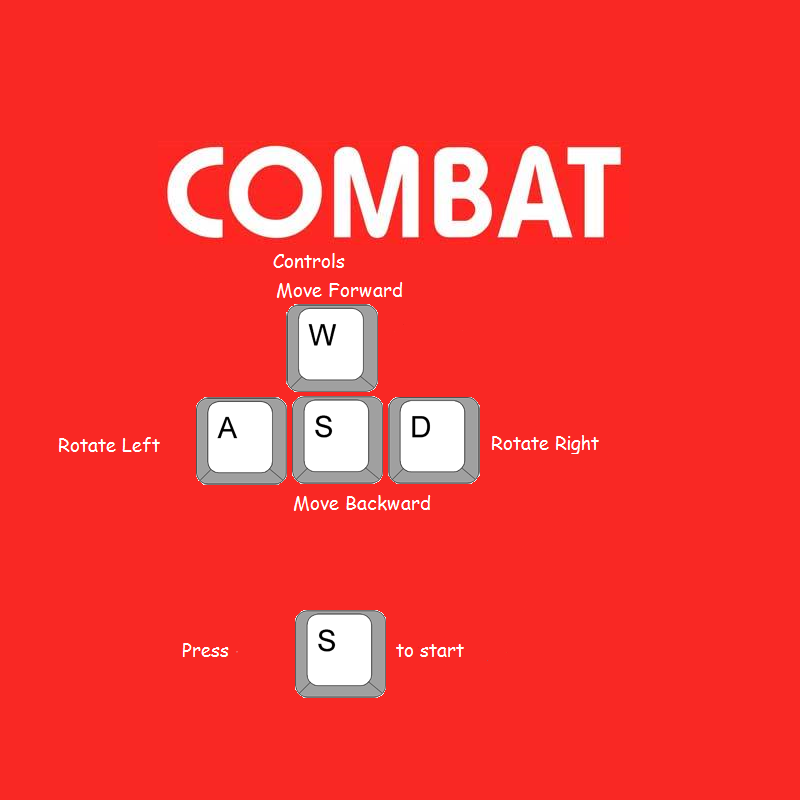 COMBAT
Controls
Move Forward
W
A S D
Rotate Left
Rotate Right
Move Backward
Press S to start